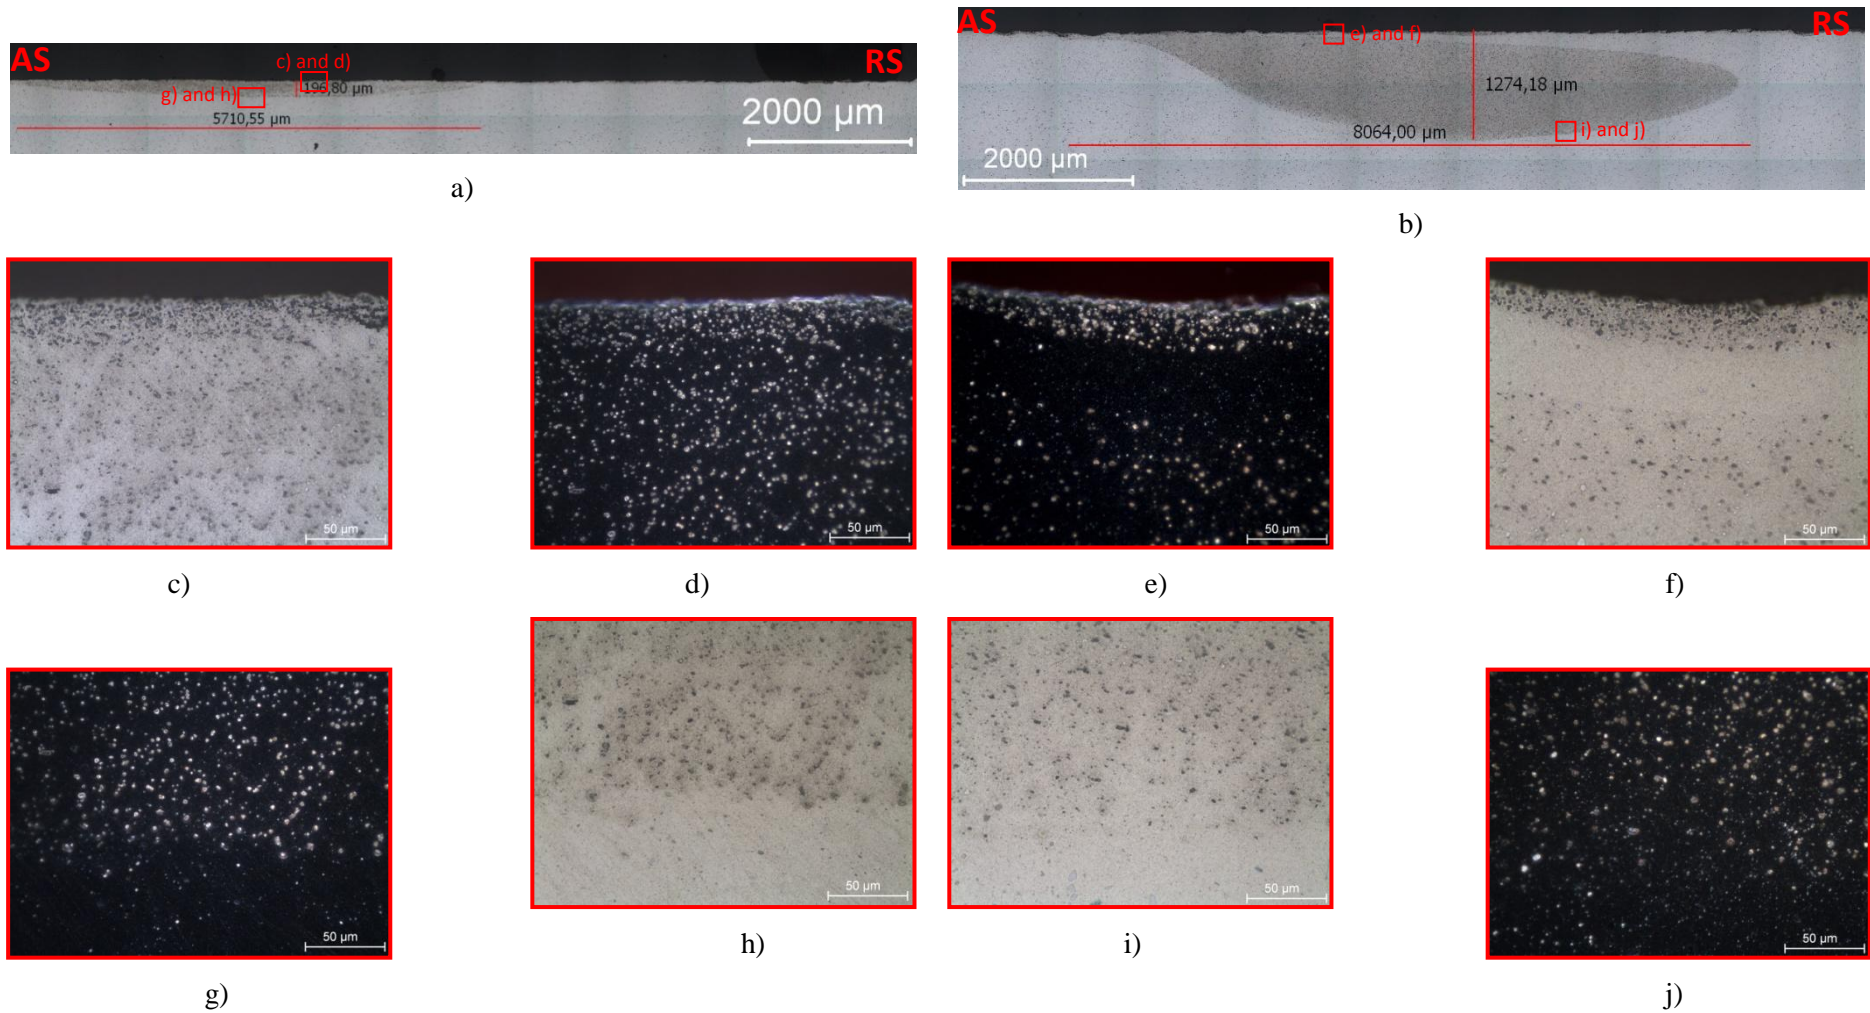 AS
c) and d)
RS
196,80 µm
g) and h)
5710,55 µm
2000 µm
a)
AS
e) and f)
RS
1274,18 µm
8064,00 µm
i) and j)
2000 µm
b)
50 µm
50 µm
50 µm
50 µm
c)
d)
e)
f)
50 µm
50 µm
50 µm
50 µm
h)
i)
g)
j)